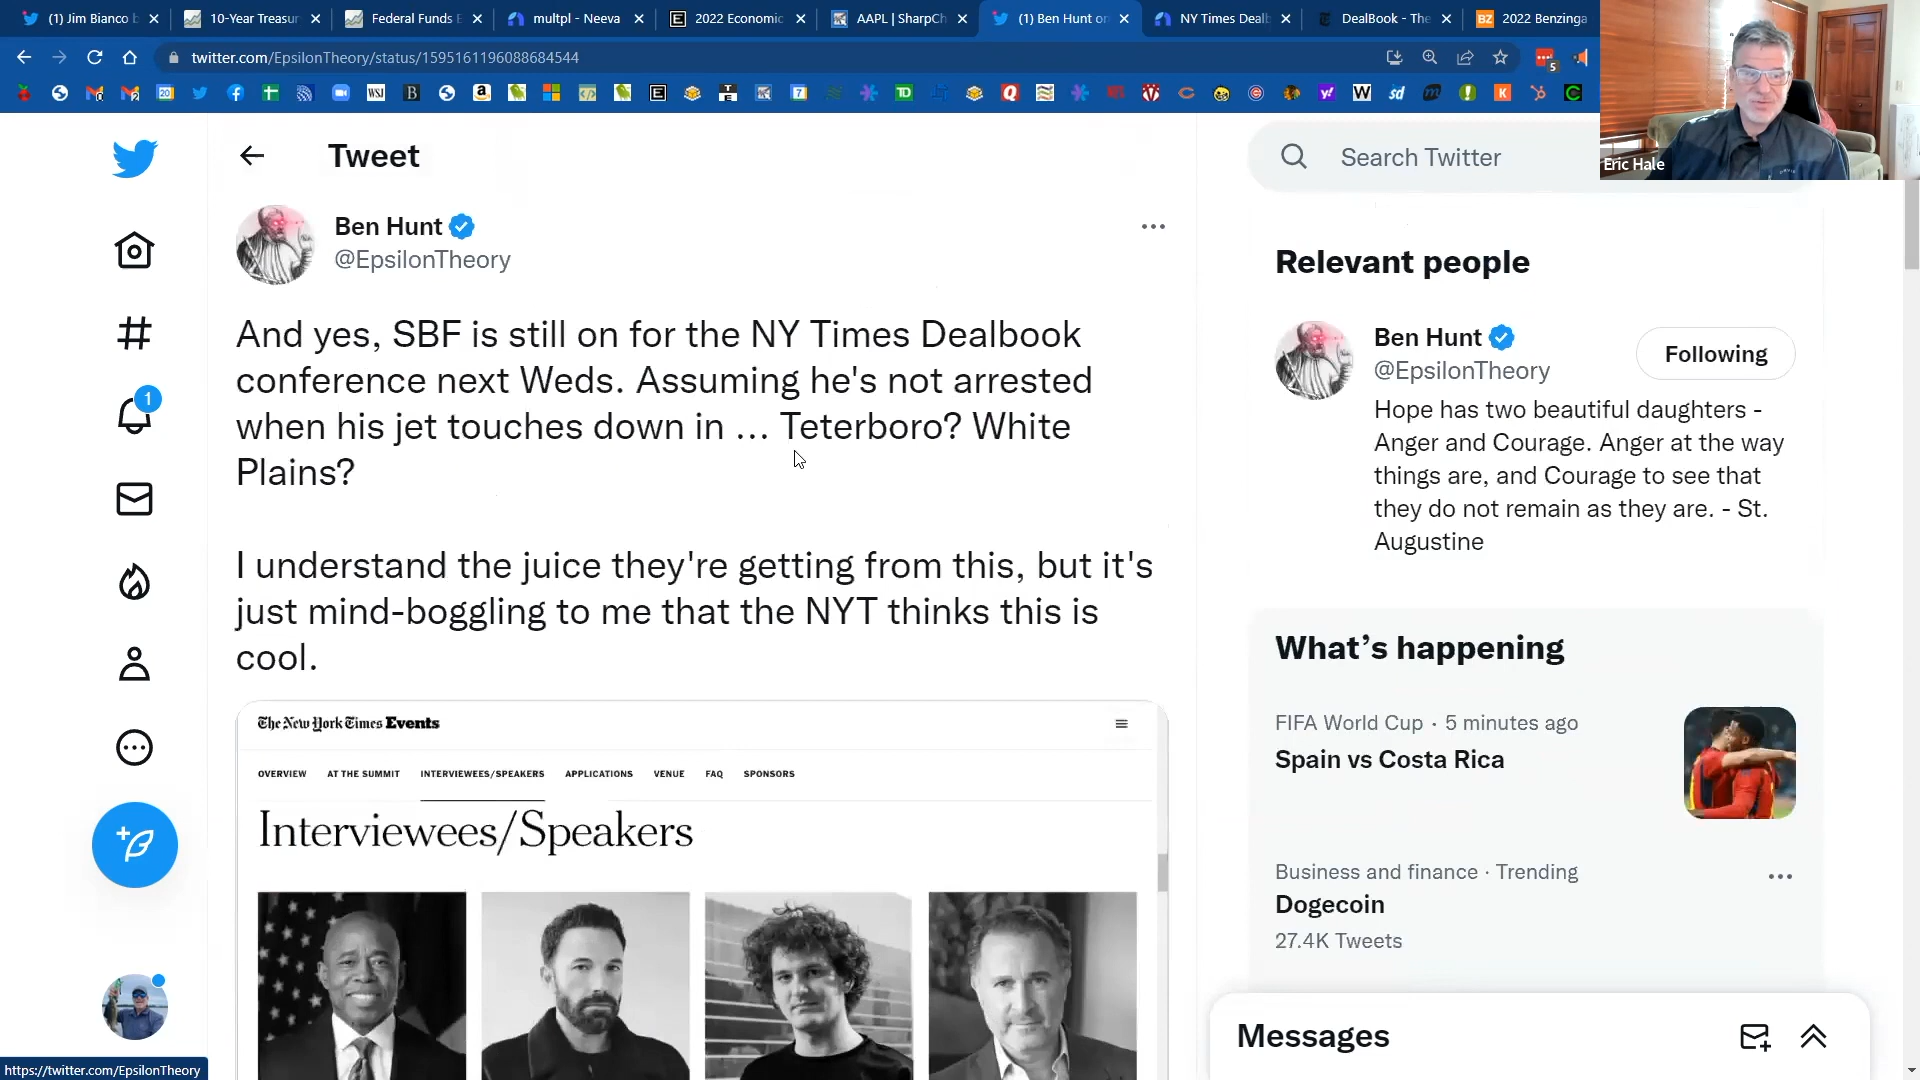 (1) Jim Bianco
10-Year Treasur
Federal Funds E
multpl - Neeva
2022 Economic
AAPL | SharpCh
(1) Ben Hunt on
NY Times Dealb
DealBook - The
2022 Benzinga
twitter.com/EpsilonTheory/status/1595161196088684544
Eric Hale
Tweet
Search Twitter
Ben Hunt
@EpsilonTheory
And yes, SBF is still on for the NY Times Dealbook
conference next Weds. Assuming he's not arrested
when his jet touches down in ... Teterboro? White
Plains?
I understand the juice they're getting from this, but it's
just mind-boggling to me that the NYT thinks this is
cool.
The New York Times Events
OVERVIEW AT THE SUMMIT INTERVIEWEES/SPEAKERS APPLICATIONS VENUE FAQ SPONSORS
Interviewees/Speakers
Relevant people
Ben Hunt
@EpsilonTheory
Following
Hope has two beautiful daughters -
Anger and Courage. Anger at the way
things are, and Courage to see that
they do not remain as they are. - St.
Augustine
What's happening
FIFA World Cup · 5 minutes ago
Spain vs Costa Rica
Business and finance · Trending
Dogecoin
27.4K Tweets
Messages
1
https://twitter.com/EpsilonTheory